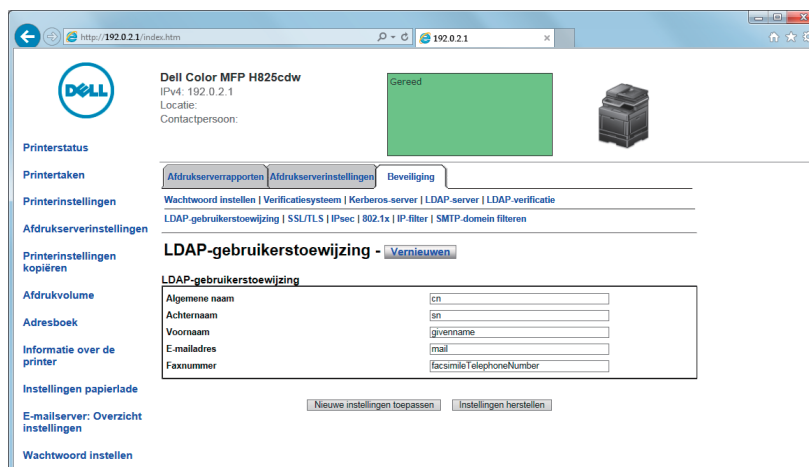 http://192.0.2.1/index.htm
192.0.2.1
DELL
Dell Color MFP H825cdw
IPv4: 192.0.2.1
Locatie:
Contactpersoon:
Gereed
Printerstatus
Printertaken
Printerinstellingen
Afdrukserverinstellingen
Printerinstellingen
kopiëren
Afdrukvolume
Adresboek
Informatie over de
printer
Instellingen papierlade
E-mailserver: Overzicht
instellingen
Wachtwoord instellen
Afdrukserverrapporten Afdrukserverinstellingen Beveiliging
Wachtwoord instellen | Verificatiesysteem | Kerberos-server | LDAP-server | LDAP-verificatie
LDAP-gebruikerstoewijzing | SSL/TLS | IPsec | 802.1x | IP-filter | SMTP-domein filteren
LDAP-gebruikerstoewijzing - Vernieuwen
LDAP-gebruikerstoewijzing
Algemene naam cn
Achternaam sn
Voornaam givenname
E-mailadres mail
Faxnummer facsimileTelephoneNumber
Nieuwe instellingen toepassen Instellingen herstellen